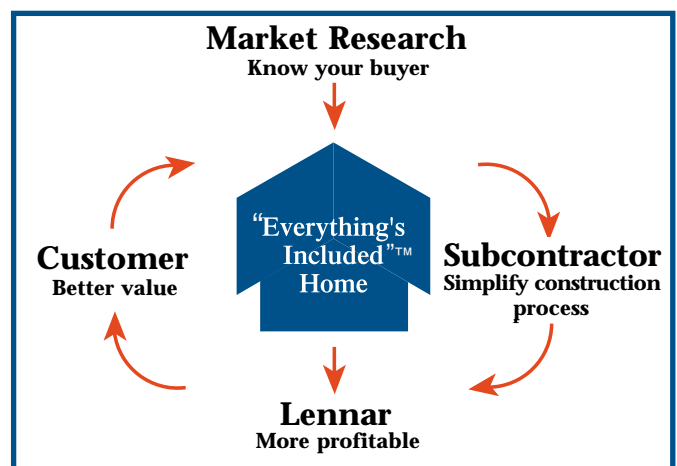 Market Research
Know your buyer
“Everything's
Included”™
Home
Customer
Better value
Subcontractor
Simplify construction
process
Lennar
More profitable